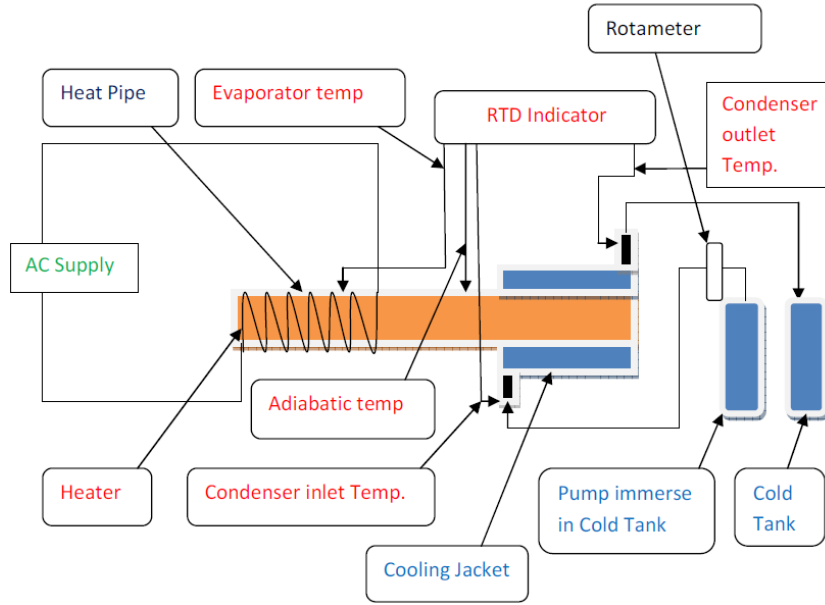 Rotameter
Heat Pipe
Evaporator temp
RTD Indicator
Condenser
outlet
Temp.
AC Supply
Adiabatic temp
Heater
Condenser inlet Temp.
Pump immerse
in Cold Tank
Cold
Tank
Cooling Jacket